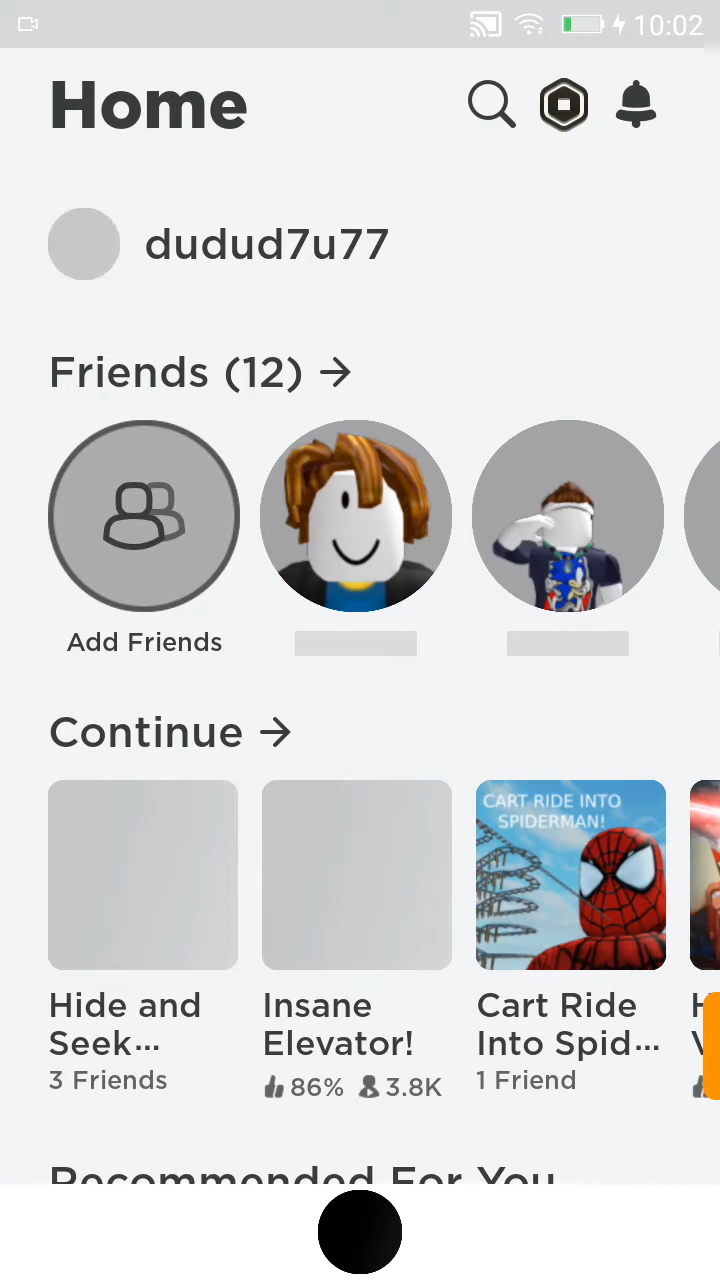 10:02
Home
dudud7u77
Friends (12) →
Add Friends
Continue →
CART RIDE INTO
SPIDERMAN!
Hide and
Seek...
3 Friends
Insane
Elevator!
86% 3.8K
Cart Ride
Into Spid...
1 Friend
Recommended For You